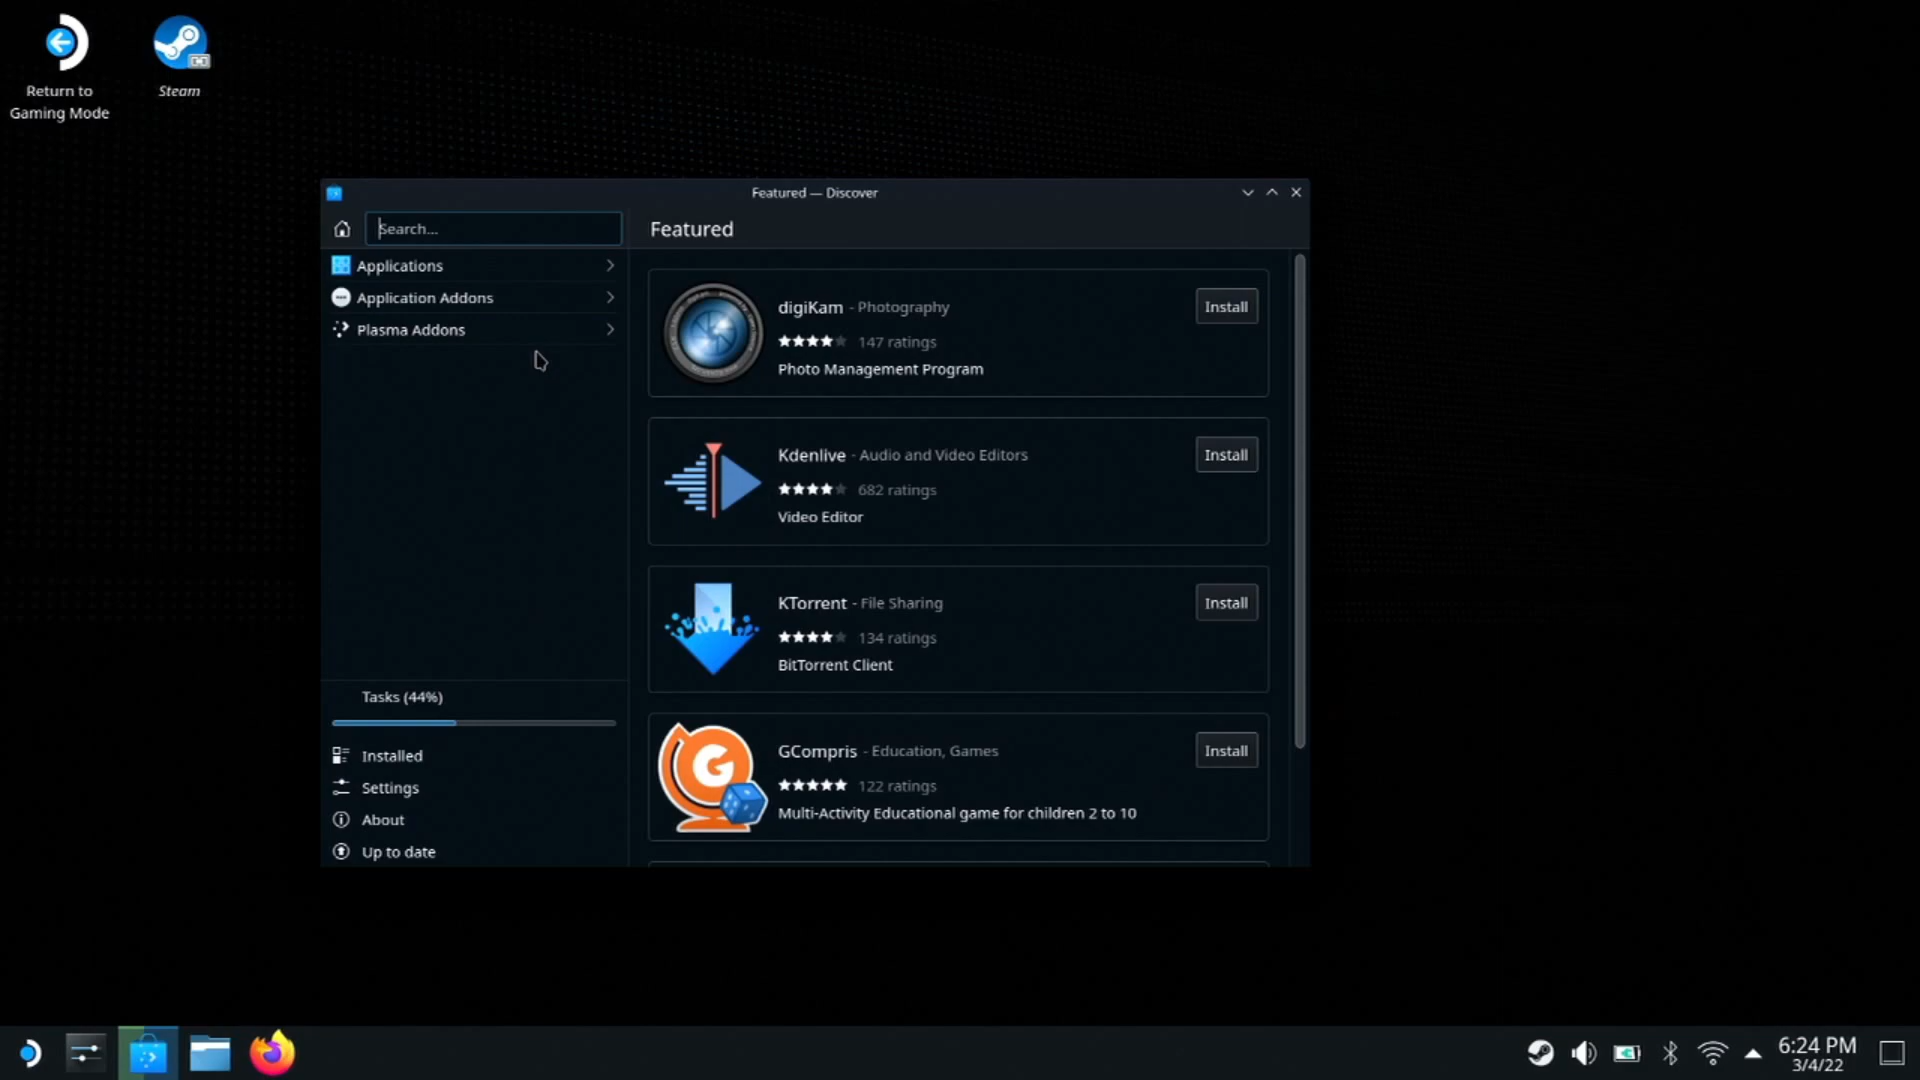 Return to
Gaming Mode
Steam
Featured — Discover
Search...
Featured
Applications
Application Addons
Plasma Addons
digiKam - Photography
Install
147 ratings
Photo Management Program
Kdenlive - Audio and Video Editors
Install
682 ratings
Video Editor
KTorrent - File Sharing
Install
134 ratings
BitTorrent Client
GCompris - Education, Games
Install
122 ratings
Multi-Activity Educational game for children 2 to 10
Tasks (44%)
Installed
Settings
About
Up to date
6:24 PM
3/4/22